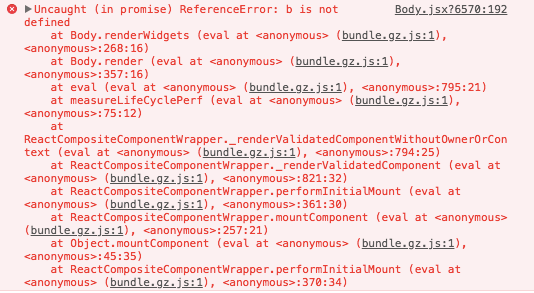 Uncaught (in promise) ReferenceError: b is not Body.jsx?6570:192
defined
at Body.renderWidgets (eval at <anonymous> (bundle.gz.js:1),
<anonymous>:268:16)
at Body.render (eval at <anonymous> (bundle.gz.js:1),
<anonymous>:357:16)
at eval (eval at <anonymous> (bundle.gz.js:1), <anonymous>:795:21)
at measureLifeCyclePerf (eval at <anonymous> (bundle.gz.js:1),
<anonymous>:75:12)
at
ReactCompositeComponentWrapper._renderValidatedComponentWithoutOwnerOrCon
text (eval at <anonymous> (bundle.gz.js:1), <anonymous>:794:25)
at ReactCompositeComponentWrapper._renderValidatedComponent (eval at
<anonymous> (bundle.gz.js:1), <anonymous>:821:32)
at ReactCompositeComponentWrapper.performInitialMount (eval at
<anonymous> (bundle.gz.js:1), <anonymous>:361:30)
at ReactCompositeComponentWrapper.mountComponent (eval at <anonymous>
(bundle.gz.js:1), <anonymous>:257:21)
at Object.mountComponent (eval at <anonymous> (bundle.gz.js:1),
<anonymous>:45:35)
at ReactCompositeComponentWrapper.performInitialMount (eval at
<anonymous> (bundle.gz.js:1), <anonymous>:370:34)